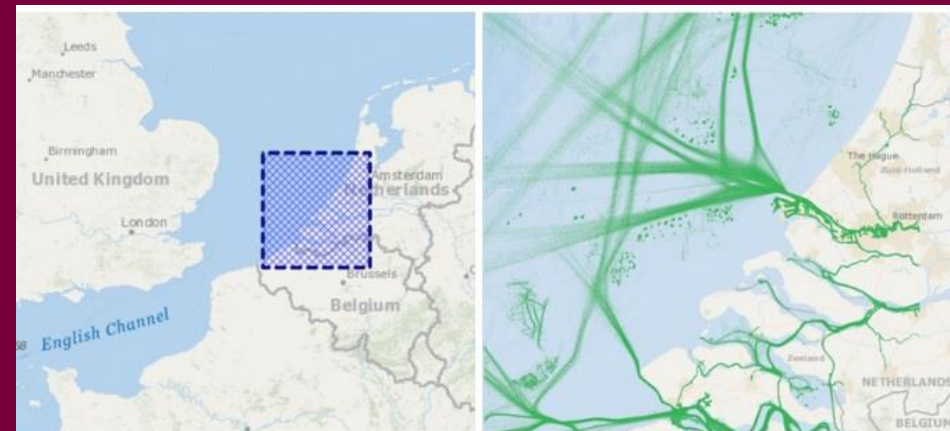 Leeds
Manchester
Birmingham
United Kingdom
London
English Channel
Amsterdam
Netherlands
Brussels
Belgium
The Hague
Zuid-Holland
Rotterdam
Zeeland
NETHERLANDS
BELGIUM